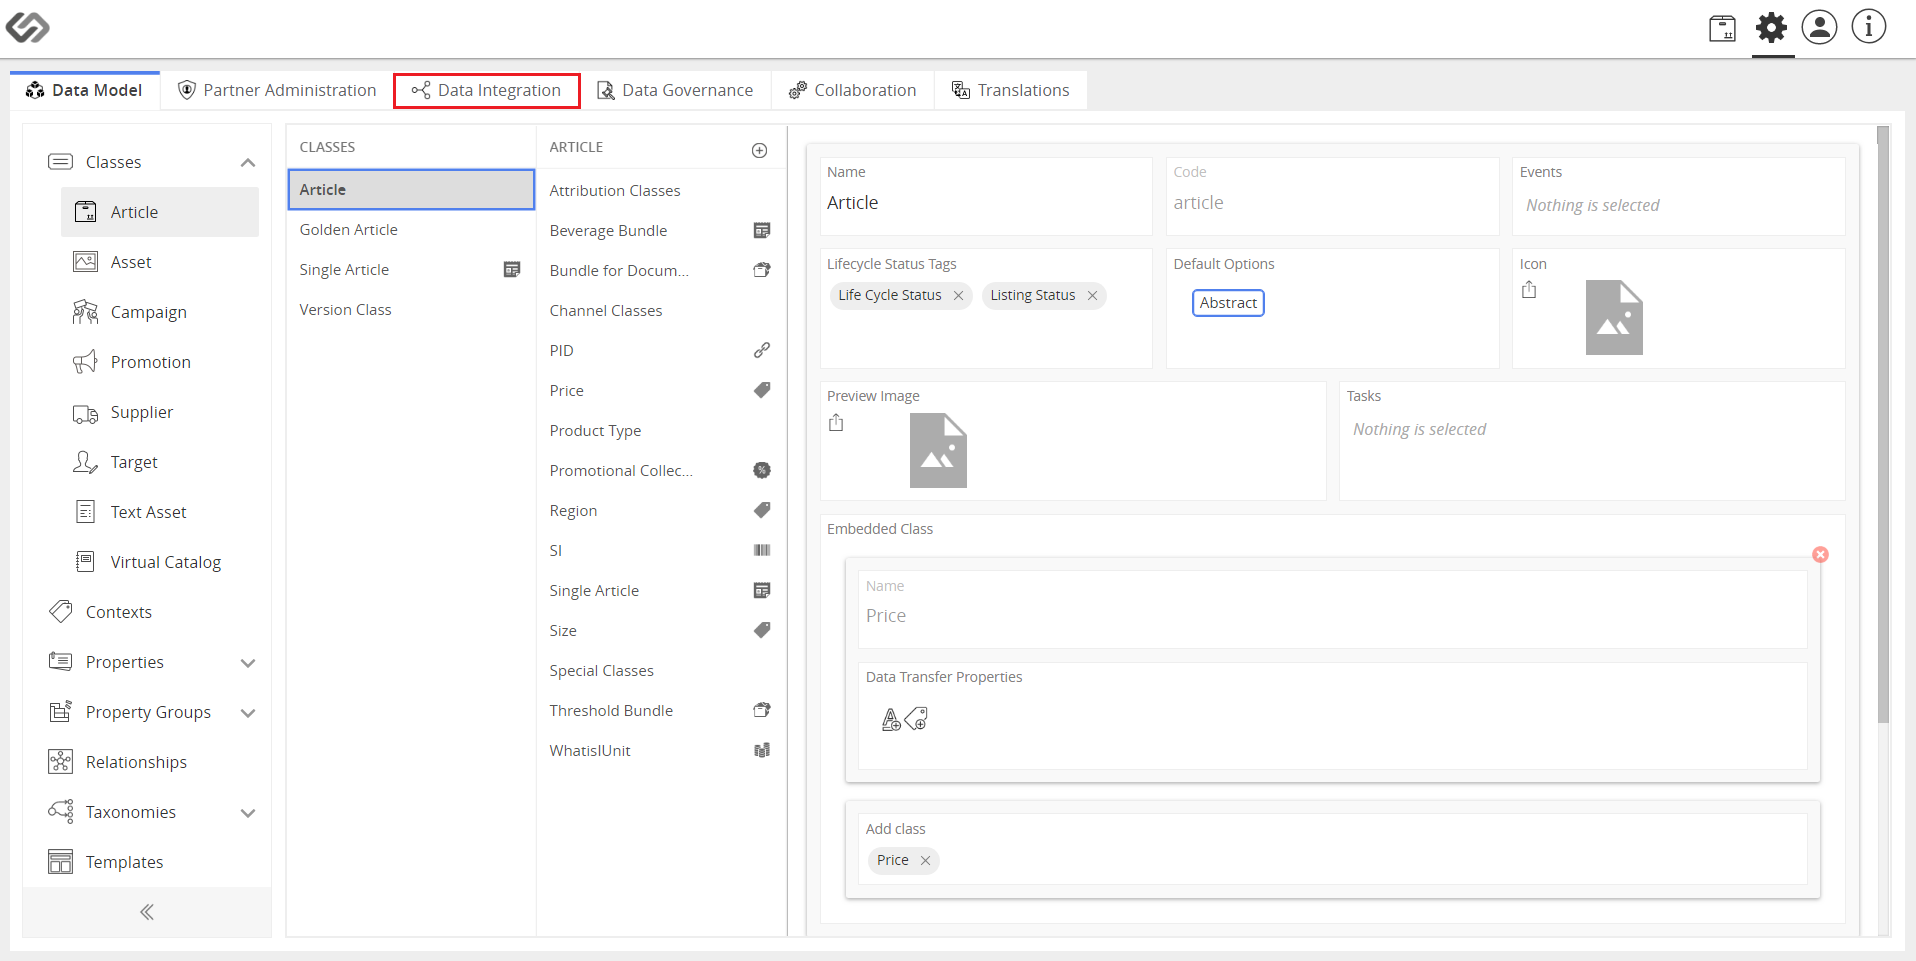 Data Model
Partner Administration
Data Integration
Data Governance
Collaboration
Translations
Classes
Article
Asset
Campaign
Promotion
Supplier
Target
Text Asset
Virtual Catalog
Contexts
Properties
Property Groups
Relationships
Taxonomies
Templates
CLASSES
Article
Golden Article
Single Article
Version Class
ARTICLE
Attribution Classes
Beverage Bundle
Bundle for Docum...
Channel Classes
PID
Price
Product Type
Promotional Collec...
Region
SI
Single Article
Size
Special Classes
Threshold Bundle
WhatisIUnit
Name
Article
Code
article
Events
Nothing is selected
Lifecycle Status Tags
Life Cycle Status
Listing Status
Default Options
Abstract
Icon
Preview Image
Tasks
Nothing is selected
Embedded Class
Name
Price
Data Transfer Properties
Add class
Price